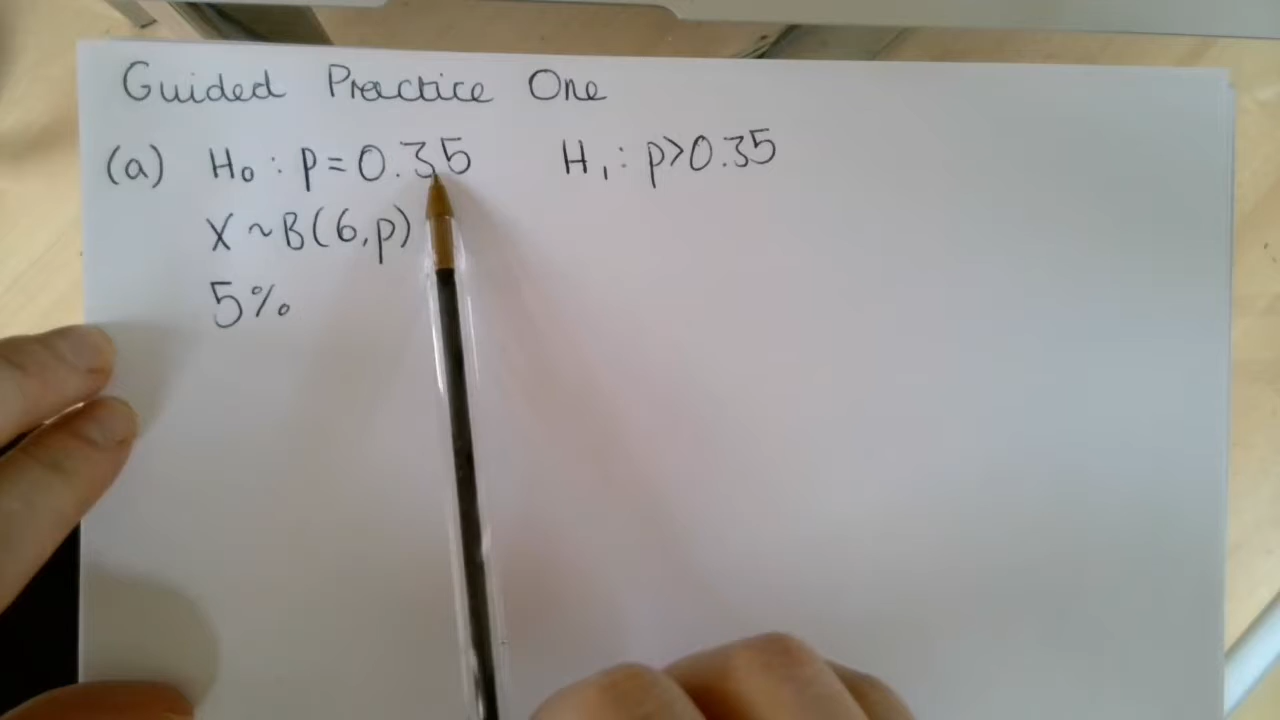 Guided Practice One
(a) H₀ : p = 0.35 H₁ : p > 0.35
X ~ B(6, p)
5%